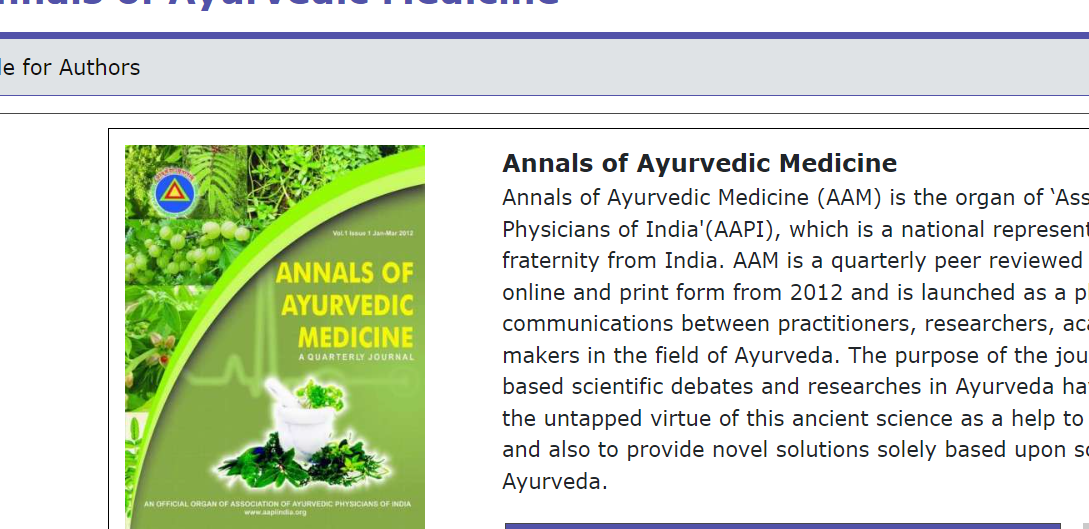 of Ayurvedic Medicine
for Authors
Vol.1 Issue 1 Jan-Mar 2012
ANNALS OF
AYURVEDIC
MEDICINE
A QUARTERLY JOURNAL
AN OFFICIAL ORGAN OF ASSOCIATION OF AYURVEDIC PHYSICIANS OF INDIA
www.aapiindia.org
Annals of Ayurvedic Medicine
Annals of Ayurvedic Medicine (AAM) is the organ of ‘Ass
Physicians of India'(AAPI), which is a national represent
fraternity from India. AAM is a quarterly peer reviewed
online and print form from 2012 and is launched as a pl
communications between practitioners, researchers, aca
makers in the field of Ayurveda. The purpose of the jou
based scientific debates and researches in Ayurveda ha
the untapped virtue of this ancient science as a help to
and also to provide novel solutions solely based upon sc
Ayurveda.